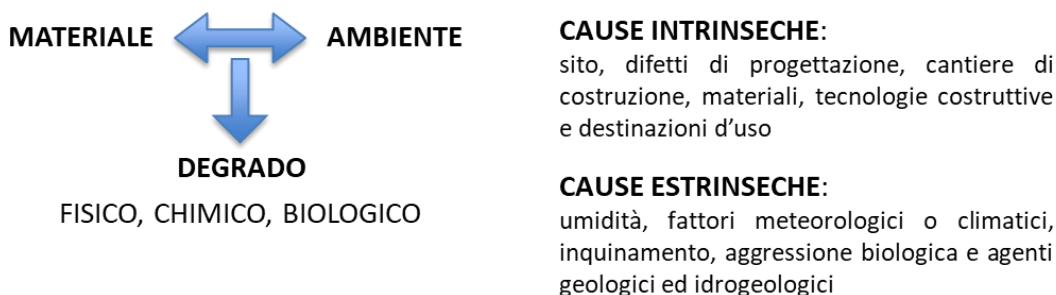 MATERIALE AMBIENTE
DEGRADO
FISICO, CHIMICO, BIOLOGICO
CAUSE INTRINSECHE:
sito, difetti di progettazione, cantiere di
costruzione, materiali, tecnologie costruttive
e destinazioni d’uso
CAUSE ESTRINSECHE:
umidità, fattori meteorologici o climatici,
inquinamento, aggressione biologica e agenti
geologici ed idrogeologici